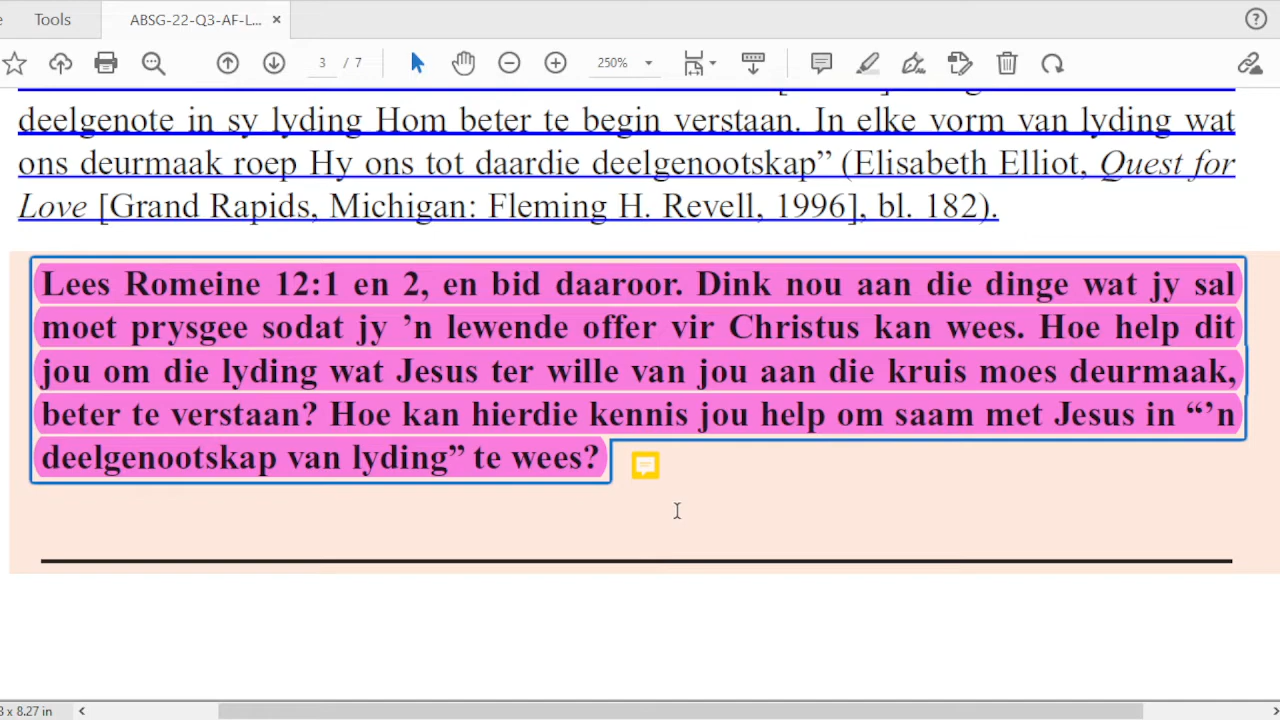 Tools
ABSG-22-Q3-AF-L... ×
3 / 7
250%
deelgenote in sy lyding Hom beter te begin verstaan. In elke vorm van lyding wat
ons deurmaak roep Hy ons tot daardie deelgenootskap” (Elisabeth Elliot, Quest for
Love [Grand Rapids, Michigan: Fleming H. Revell, 1996], bl. 182).
Lees Romeine 12:1 en 2, en bid daaroor. Dink nou aan die dinge wat jy sal
moet prysgee sodat jy ’n lewende offer vir Christus kan wees. Hoe help dit
jou om die lyding wat Jesus ter wille van jou aan die kruis moes deurmaak,
beter te verstaan? Hoe kan hierdie kennis jou help om saam met Jesus in “’n
deelgenootskap van lyding” te wees?
x 8.27 in